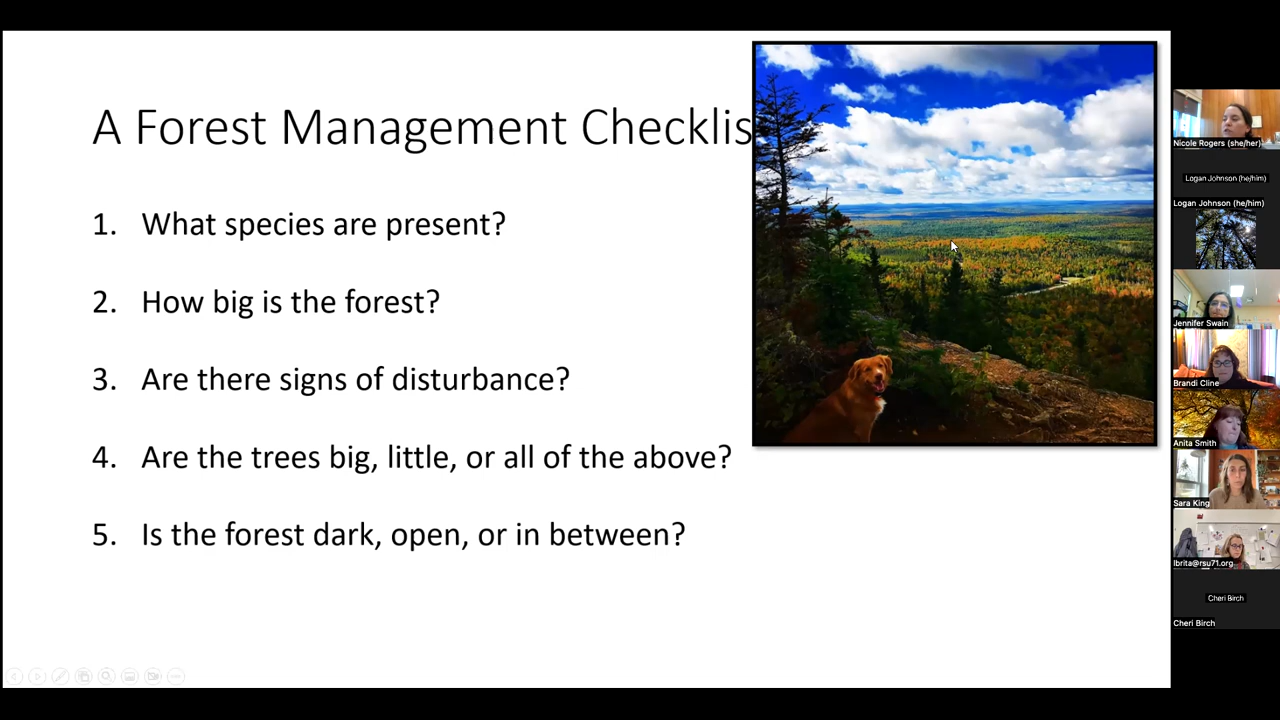 A Forest Management Checklis
1. What species are present?
2. How big is the forest?
3. Are there signs of disturbance?
4. Are the trees big, little, or all of the above?
5. Is the forest dark, open, or in between?
Nicole Rogers (she/her)
Logan Johnson (he/him)
Logan Johnson (he/him)
Jennifer Swain
Brandi Cline
Anita Smith
Sara King
lbrita@rsu71.org
Cheri Birch
Cheri Birch